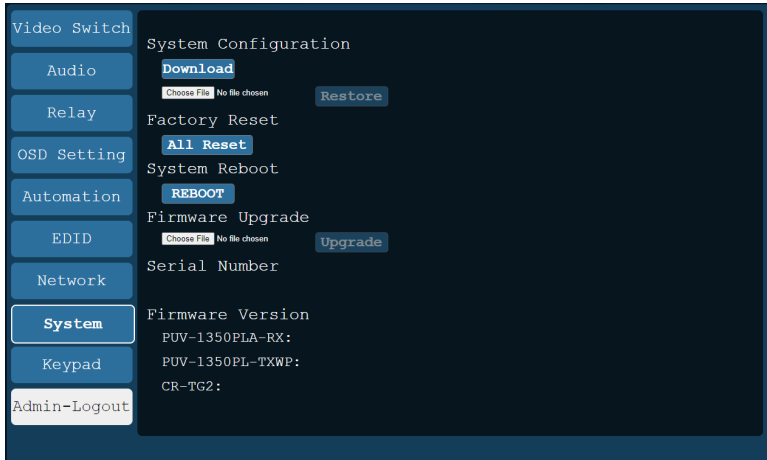 Video Switch
Audio
Relay
OSD Setting
Automation
EDID
Network
System
Keypad
Admin-Logout
System Configuration
Download
Choose File No file chosen Restore
Factory Reset
All Reset
System Reboot
REBOOT
Firmware Upgrade
Choose File No file chosen Upgrade
Serial Number
Firmware Version
PUV-1350PLA-RX:
PUV-1350PL-TXWP:
CR-TG2: